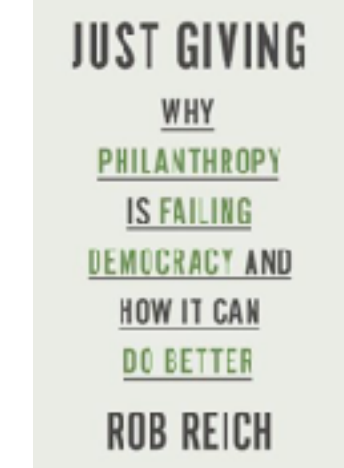 JUST GIVING
WHY
PHILANTHROPY
IS FAILING
DEMOCRACY AND
HOW IT CAN
DO BETTER
ROB REICH